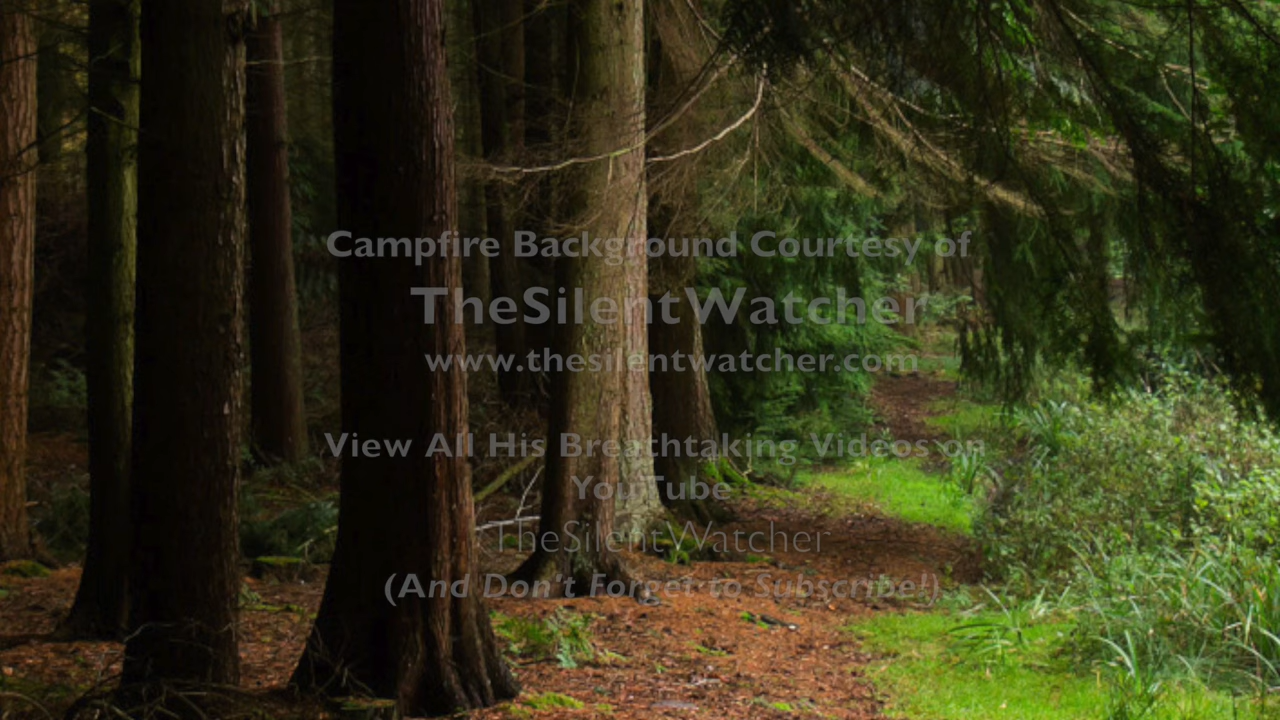 Campfire Background Courtesy of
TheSilentWatcher
www.thesilentwatcher.com
View All His Breathtaking Videos on
YouTube
TheSilentWatcher
(And Don't Forget to Subscribe!)